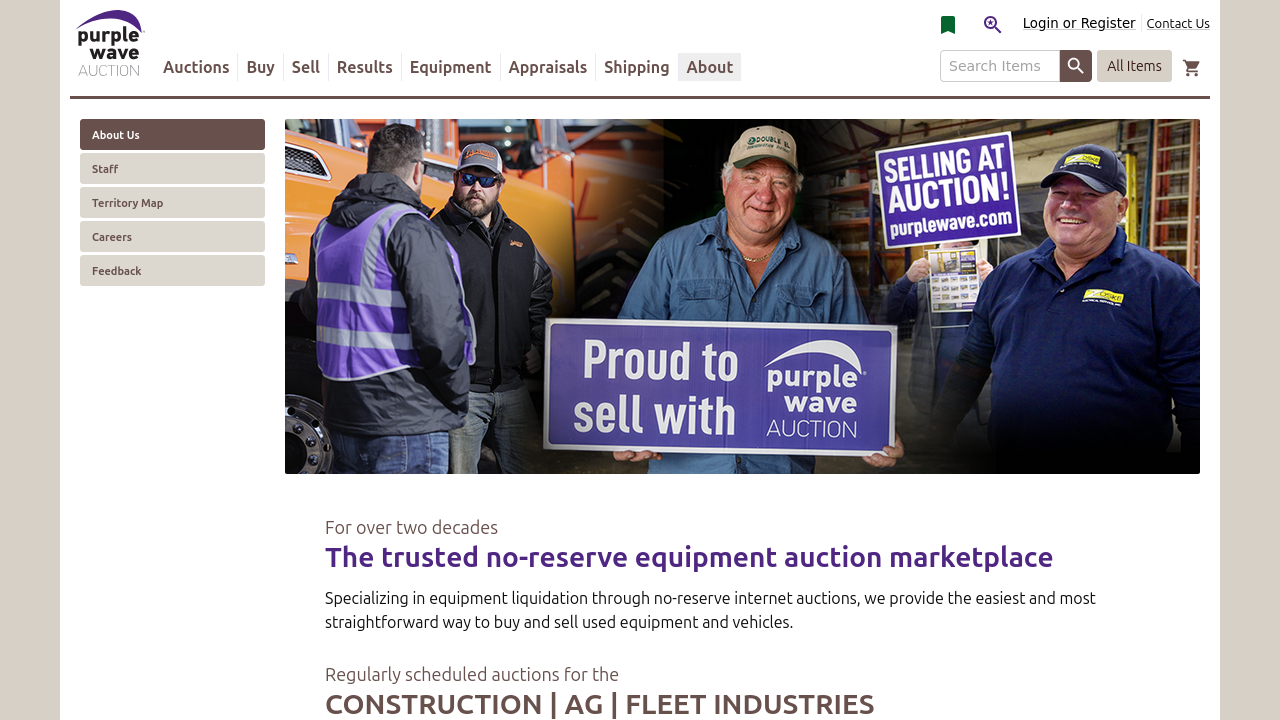 purple
wave
AUCTION
Login or Register
Contact Us
Auctions
Buy
Sell
Results
Equipment
Appraisals
Shipping
About
Search Items
All Items
About Us
Staff
Territory Map
Careers
Feedback
DOUBLE EL
SELLING AT
AUCTION!
purplewave.com
Proud to
sell with
purple
wave
AUCTION
For over two decades
The trusted no-reserve equipment auction marketplace
Specializing in equipment liquidation through no-reserve internet auctions, we provide the easiest and most
straightforward way to buy and sell used equipment and vehicles.
Regularly scheduled auctions for the
CONSTRUCTION | AG | FLEET INDUSTRIES